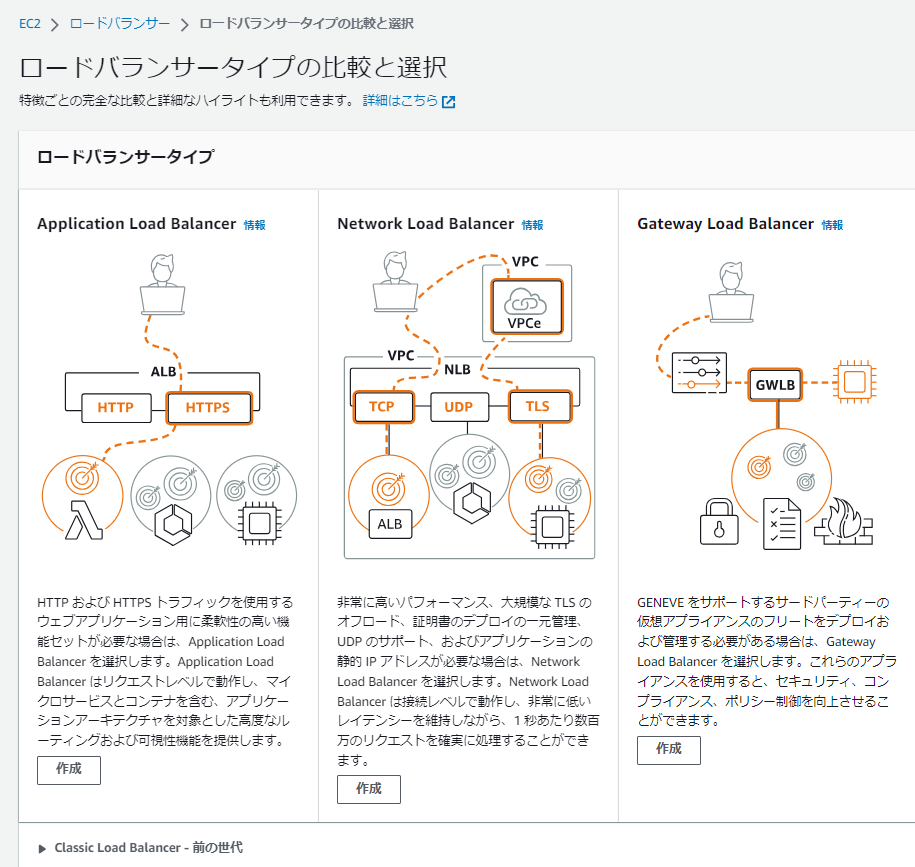 EC2 > ロードバランサー > ロードバランサータイプの比較と選択
ロードバランサータイプの比較と選択
特徴ごとの完全な比較と詳細なハイライトも利用できます。 詳細はこちら
ロードバランサータイプ
Application Load Balancer 情報
ALB
HTTP
HTTPS
HTTP および HTTPS トラフィックを使用する
ウェブアプリケーション用に柔軟性の高い機
能セットが必要な場合は、Application Load
Balancer を選択します。Application Load
Balancer はリクエストレベルで動作し、マイ
クロサービスとコンテナを含む、アプリケー
ションアーキテクチャを対象とした高度なル
ーティングおよび可視性機能を提供します。
作成
Network Load Balancer 情報
VPC
VPCe
VPC
NLB
TCP
UDP
TLS
ALB
非常に高いパフォーマンス、大規模な TLS の
オフロード、証明書のデプロイの一元管理、
UDP のサポート、およびアプリケーションの
静的 IP アドレスが必要な場合は、Network
Load Balancer を選択します。Network Load
Balancer は接続レベルで動作し、非常に低い
レイテンシーを維持しながら、1 秒あたり数百
万のリクエストを確実に処理することができ
ます。
作成
Gateway Load Balancer 情報
GWLB
GENEVE をサポートするサードパーティーの
仮想アプライアンスのフリートをデプロイお
よび管理する必要がある場合は、Gateway
Load Balancer を選択します。これらのアプラ
イアンスを使用すると、セキュリティ、コン
プライアンス、ポリシー制御を向上させるこ
とができます。
作成
Classic Load Balancer - 前の世代